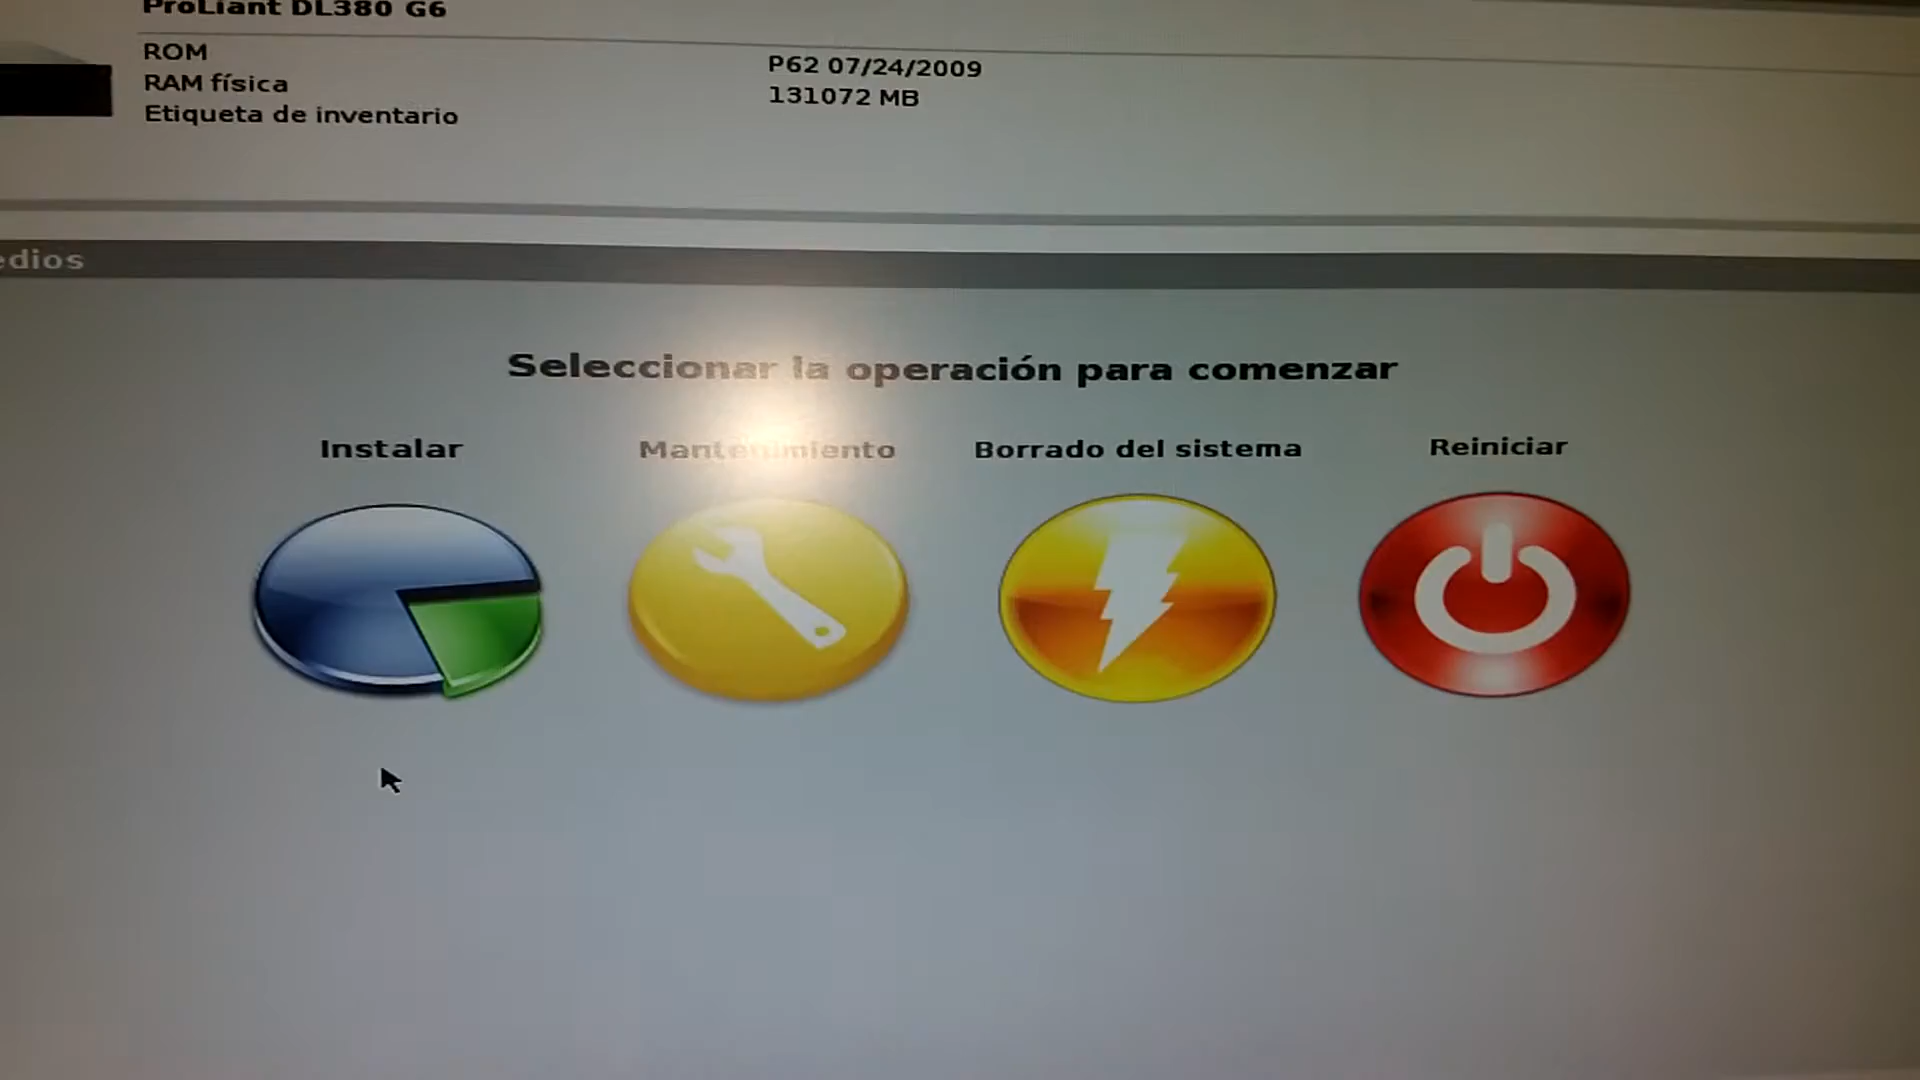 ProLiant DL380 G6
ROM P62 07/24/2009
RAM física 131072 MB
Etiqueta de inventario
edios
Seleccionar la operación para comenzar
Instalar
Mantenimiento
Borrado del sistema
Reiniciar